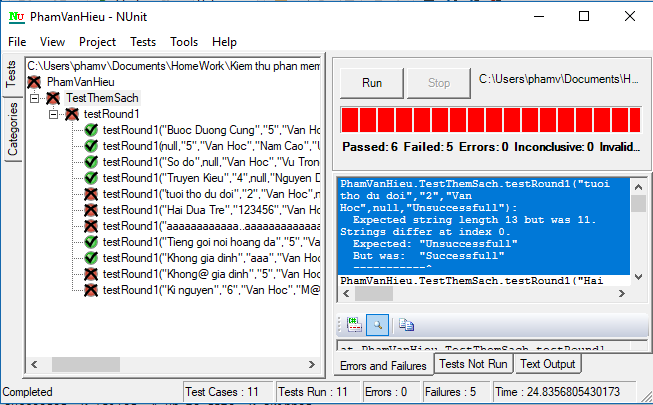 PhamVanHieu - NUnit
File View Project Tests Tools Help
Tests
Categories
C:\Users\phamv\Documents\HomeWork\Kiem thu phan mem
PhamVanHieu
TestThemSach
testRound1
testRound1("Buoc Duong Cung","5","Van Ho
testRound1(null,"5","Van Hoc","Nam Cao","U
testRound1("So do",null,"Van Hoc","Vu Tron
testRound1("Truyen Kieu","4",null,"Nguyen D
testRound1("tuoi tho du doi","2","Van Hoc",n
testRound1("Hai Dua Tre","123456","Van Ho
testRound1("aaaaaaaaaaaa..aaaaaaaaaaaa
testRound1("Tieng goi noi hoang da","5","Va
testRound1("Khong gia dinh","aaa","Van Ho
testRound1("Khong@ gia dinh","5","Van Ho
testRound1("Ki nguyen","6","Van Hoc","M@
Run Stop C:\Users\phamv\Documents\H...
Passed: 6 Failed: 5 Errors: 0 Inconclusive: 0 Invalid...
PhamVanHieu.TestThemSach.testRound1("tuoi
tho du doi","2","Van
Hoc",null,"Unsuccessfull"):
Expected string length 13 but was 11.
Strings differ at index 0.
Expected: "Unsuccessfull"
But was: "Successfull"
-----------^
PhamVanHieu.TestThemSach.testRound1("Hai
at PhamVanHieu.TestThemSach.testRound1
Errors and Failures Tests Not Run Text Output
Completed Test Cases : 11 Tests Run : 11 Errors : 0 Failures : 5 Time : 24.8356805430173